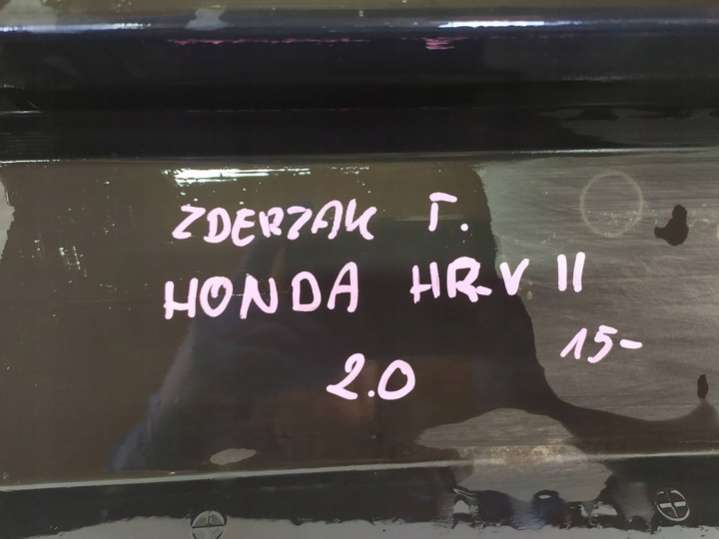 ZDERZAK T.
HONDA HR-V II
15-
2.0